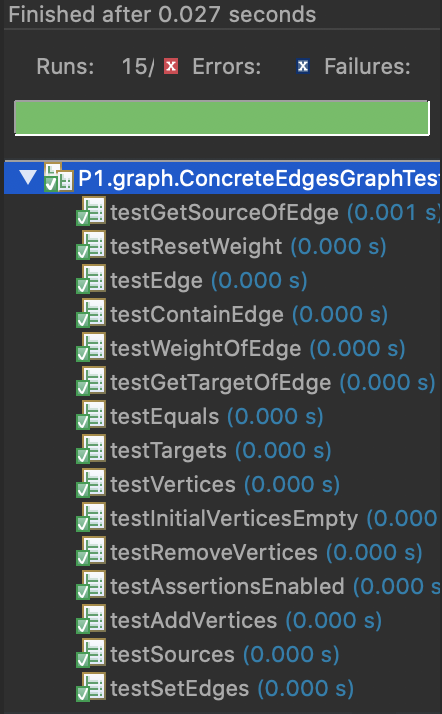 Finished after 0.027 seconds
Runs: 15/ Errors: Failures:
P1.graph.ConcreteEdgesGraphTest
testGetSourceOfEdge (0.001 s)
testResetWeight (0.000 s)
testEdge (0.000 s)
testContainEdge (0.000 s)
testWeightOfEdge (0.000 s)
testGetTargetOfEdge (0.000 s)
testEquals (0.000 s)
testTargets (0.000 s)
testVertices (0.000 s)
testInitialVerticesEmpty (0.000
testRemoveVertices (0.000 s)
testAssertionsEnabled (0.000 s
testAddVertices (0.000 s)
testSources (0.000 s)
testSetEdges (0.000 s)